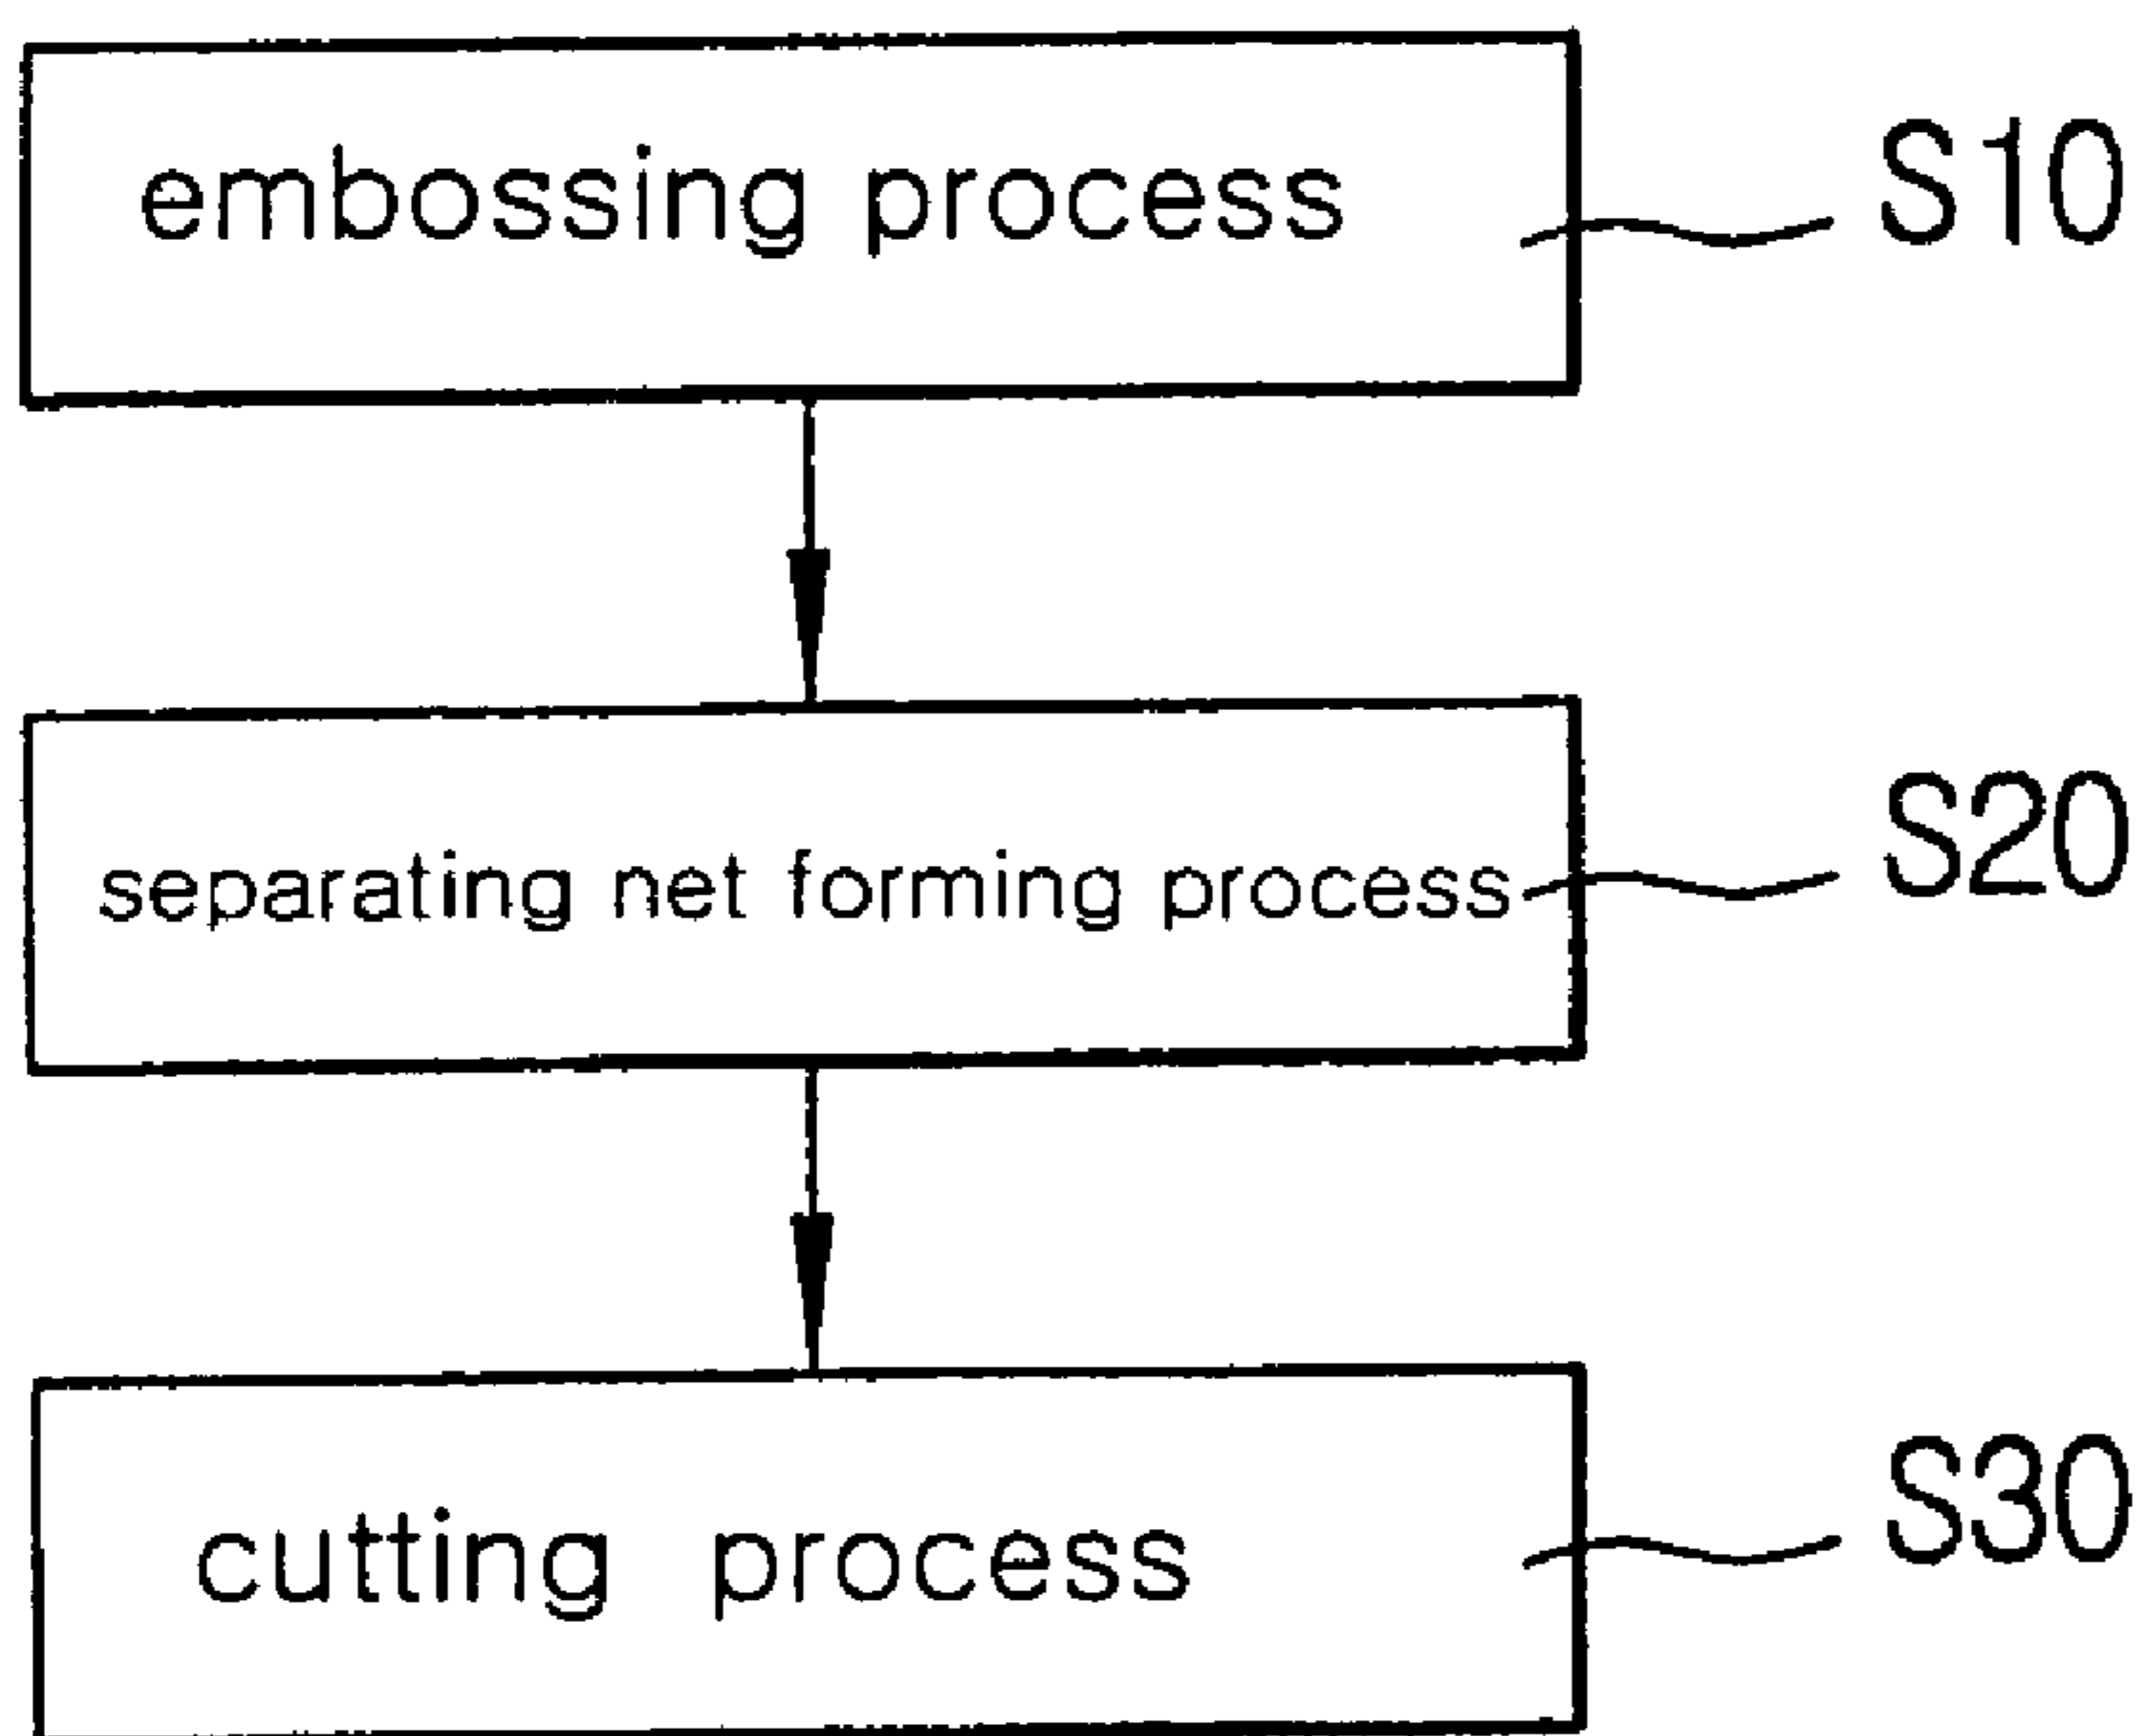 embossing process S10
separating net forming process S20
cutting process S30